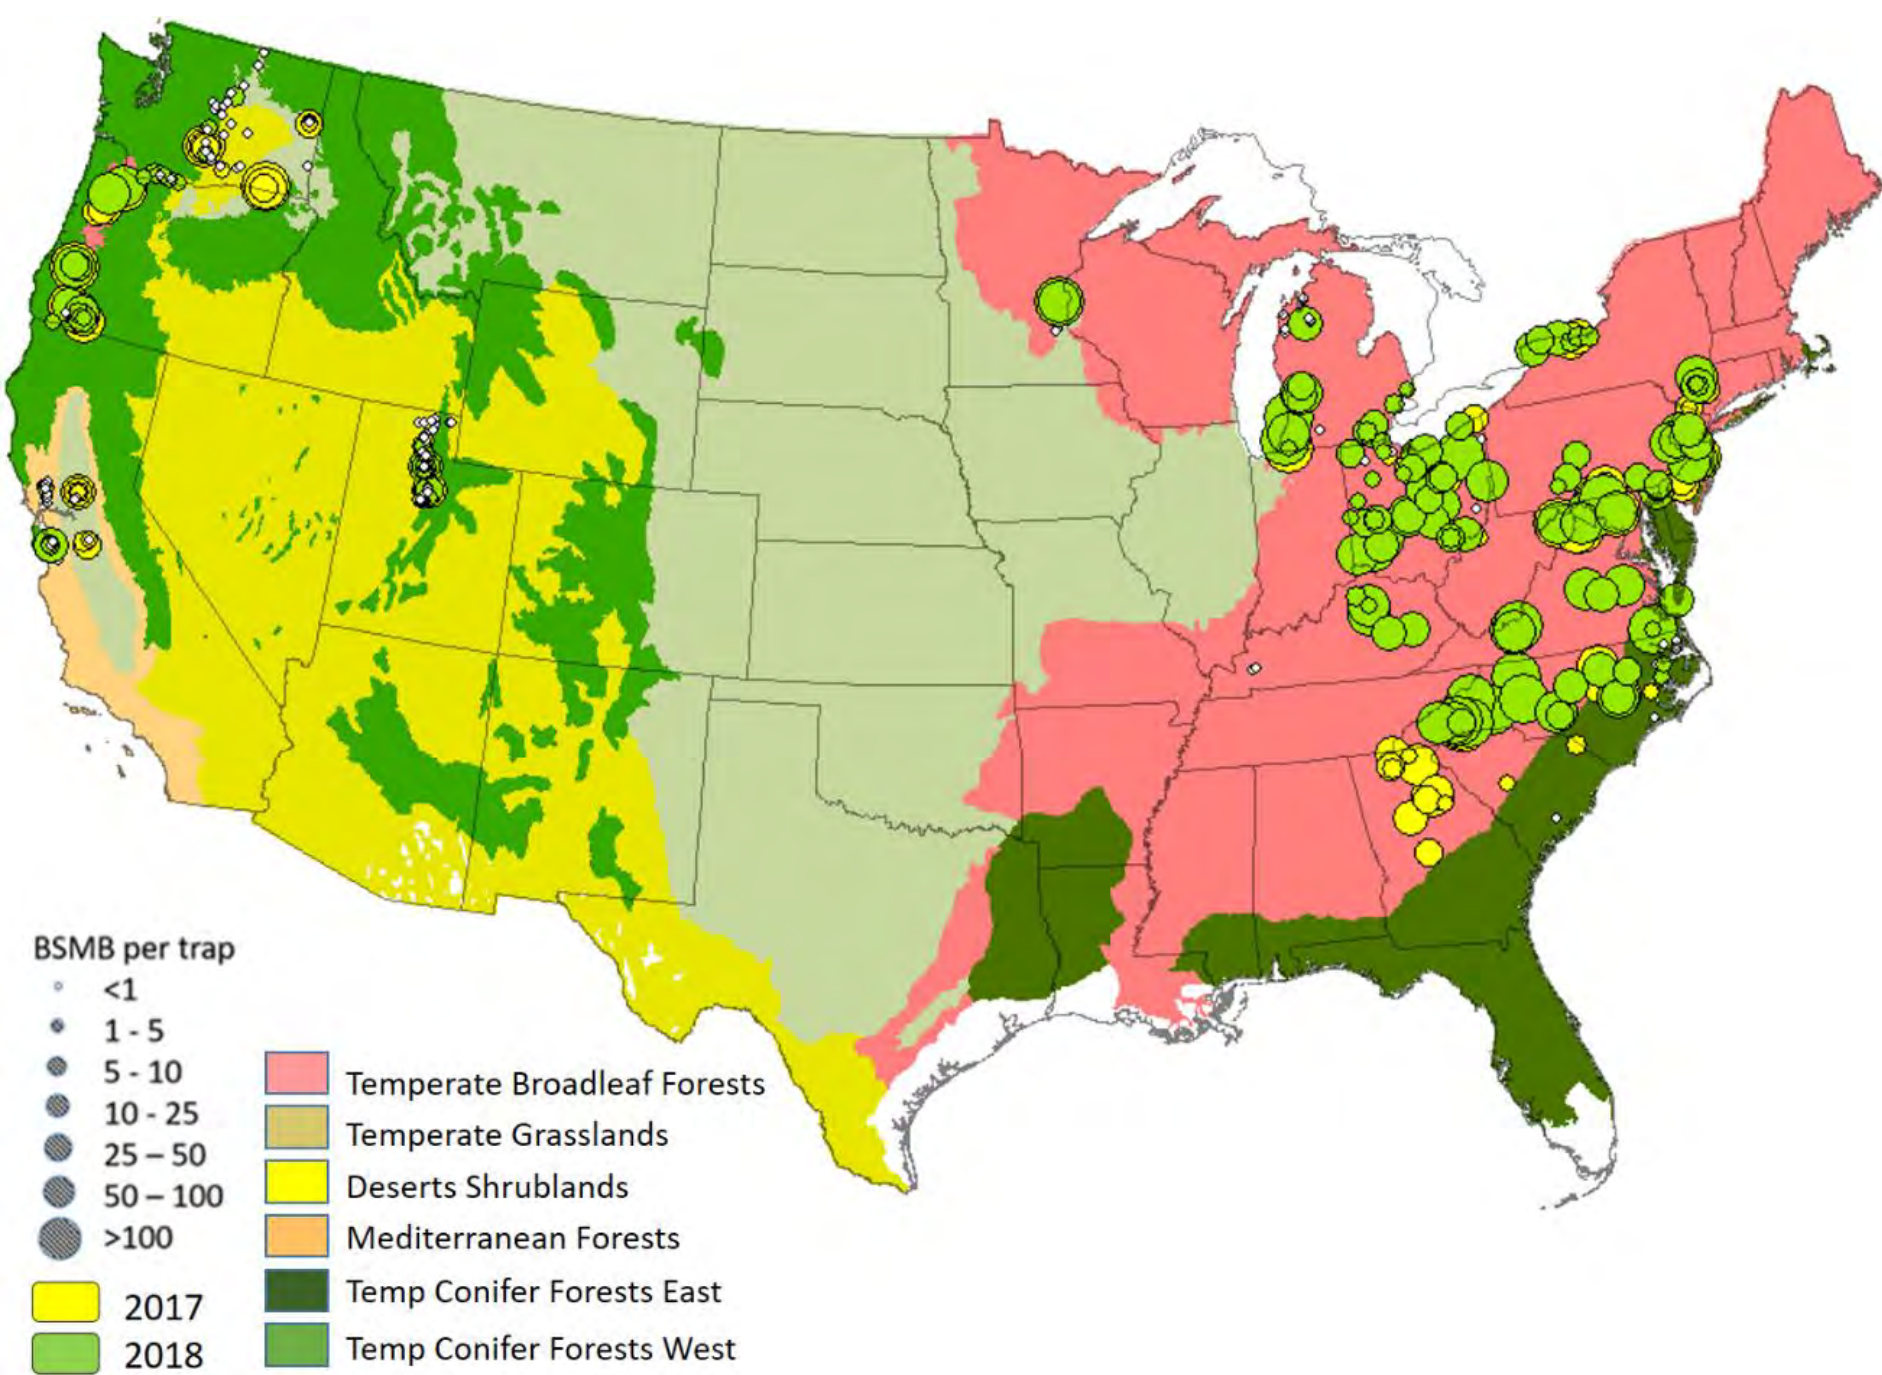 BSMB per trap
<1
1 - 5
5 - 10
10 - 25
25 – 50
50 – 100
>100
2017
2018
Temperate Broadleaf Forests
Temperate Grasslands
Deserts Shrublands
Mediterranean Forests
Temp Conifer Forests East
Temp Conifer Forests West